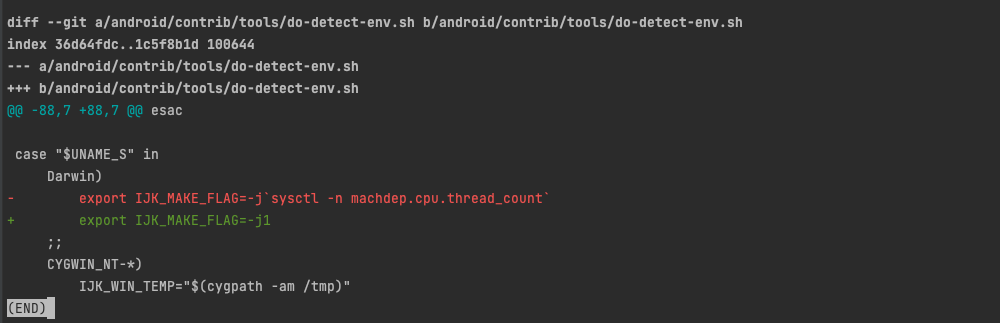 diff --git a/android/contrib/tools/do-detect-env.sh b/android/contrib/tools/do-detect-env.sh
index 36d64fdc..1c5f8b1d 100644
--- a/android/contrib/tools/do-detect-env.sh
+++ b/android/contrib/tools/do-detect-env.sh
@@ -88,7 +88,7 @@ esac
 case "$UNAME_S" in
     Darwin)
-        export IJK_MAKE_FLAG=-j`sysctl -n machdep.cpu.thread_count`
+        export IJK_MAKE_FLAG=-j1
     ;;
     CYGWIN_NT-*)
         IJK_WIN_TEMP="$(cygpath -am /tmp)"
(END)